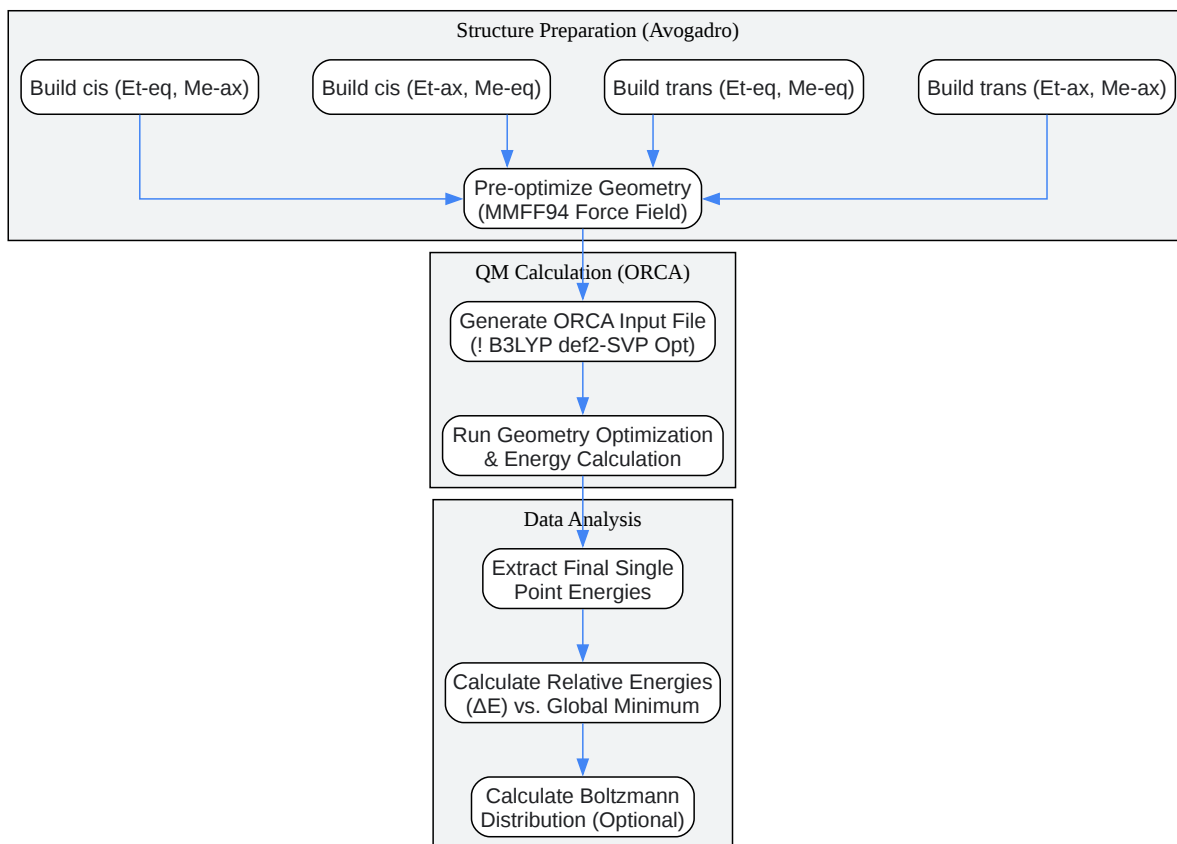 Structure Preparation (Avogadro)
Build cis (Et-eq, Me-ax)
Build cis (Et-ax, Me-eq)
Build trans (Et-eq, Me-eq)
Build trans (Et-ax, Me-ax)
Pre-optimize Geometry
(MMFF94 Force Field)
QM Calculation (ORCA)
Generate ORCA Input File
(! B3LYP def2-SVP Opt)
Run Geometry Optimization
& Energy Calculation
Data Analysis
Extract Final Single
Point Energies
Calculate Relative Energies
(ΔE) vs. Global Minimum
Calculate Boltzmann
Distribution (Optional)